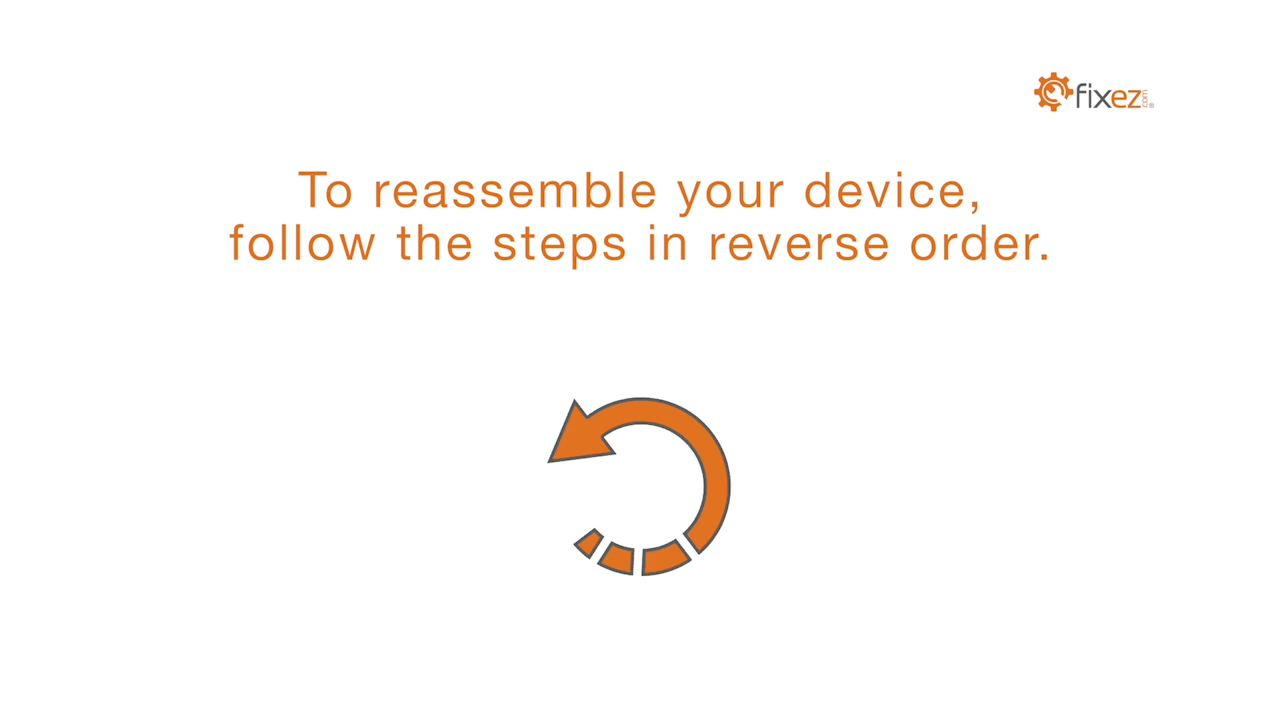 fixez.com®
To reassemble your device,
follow the steps in reverse order.